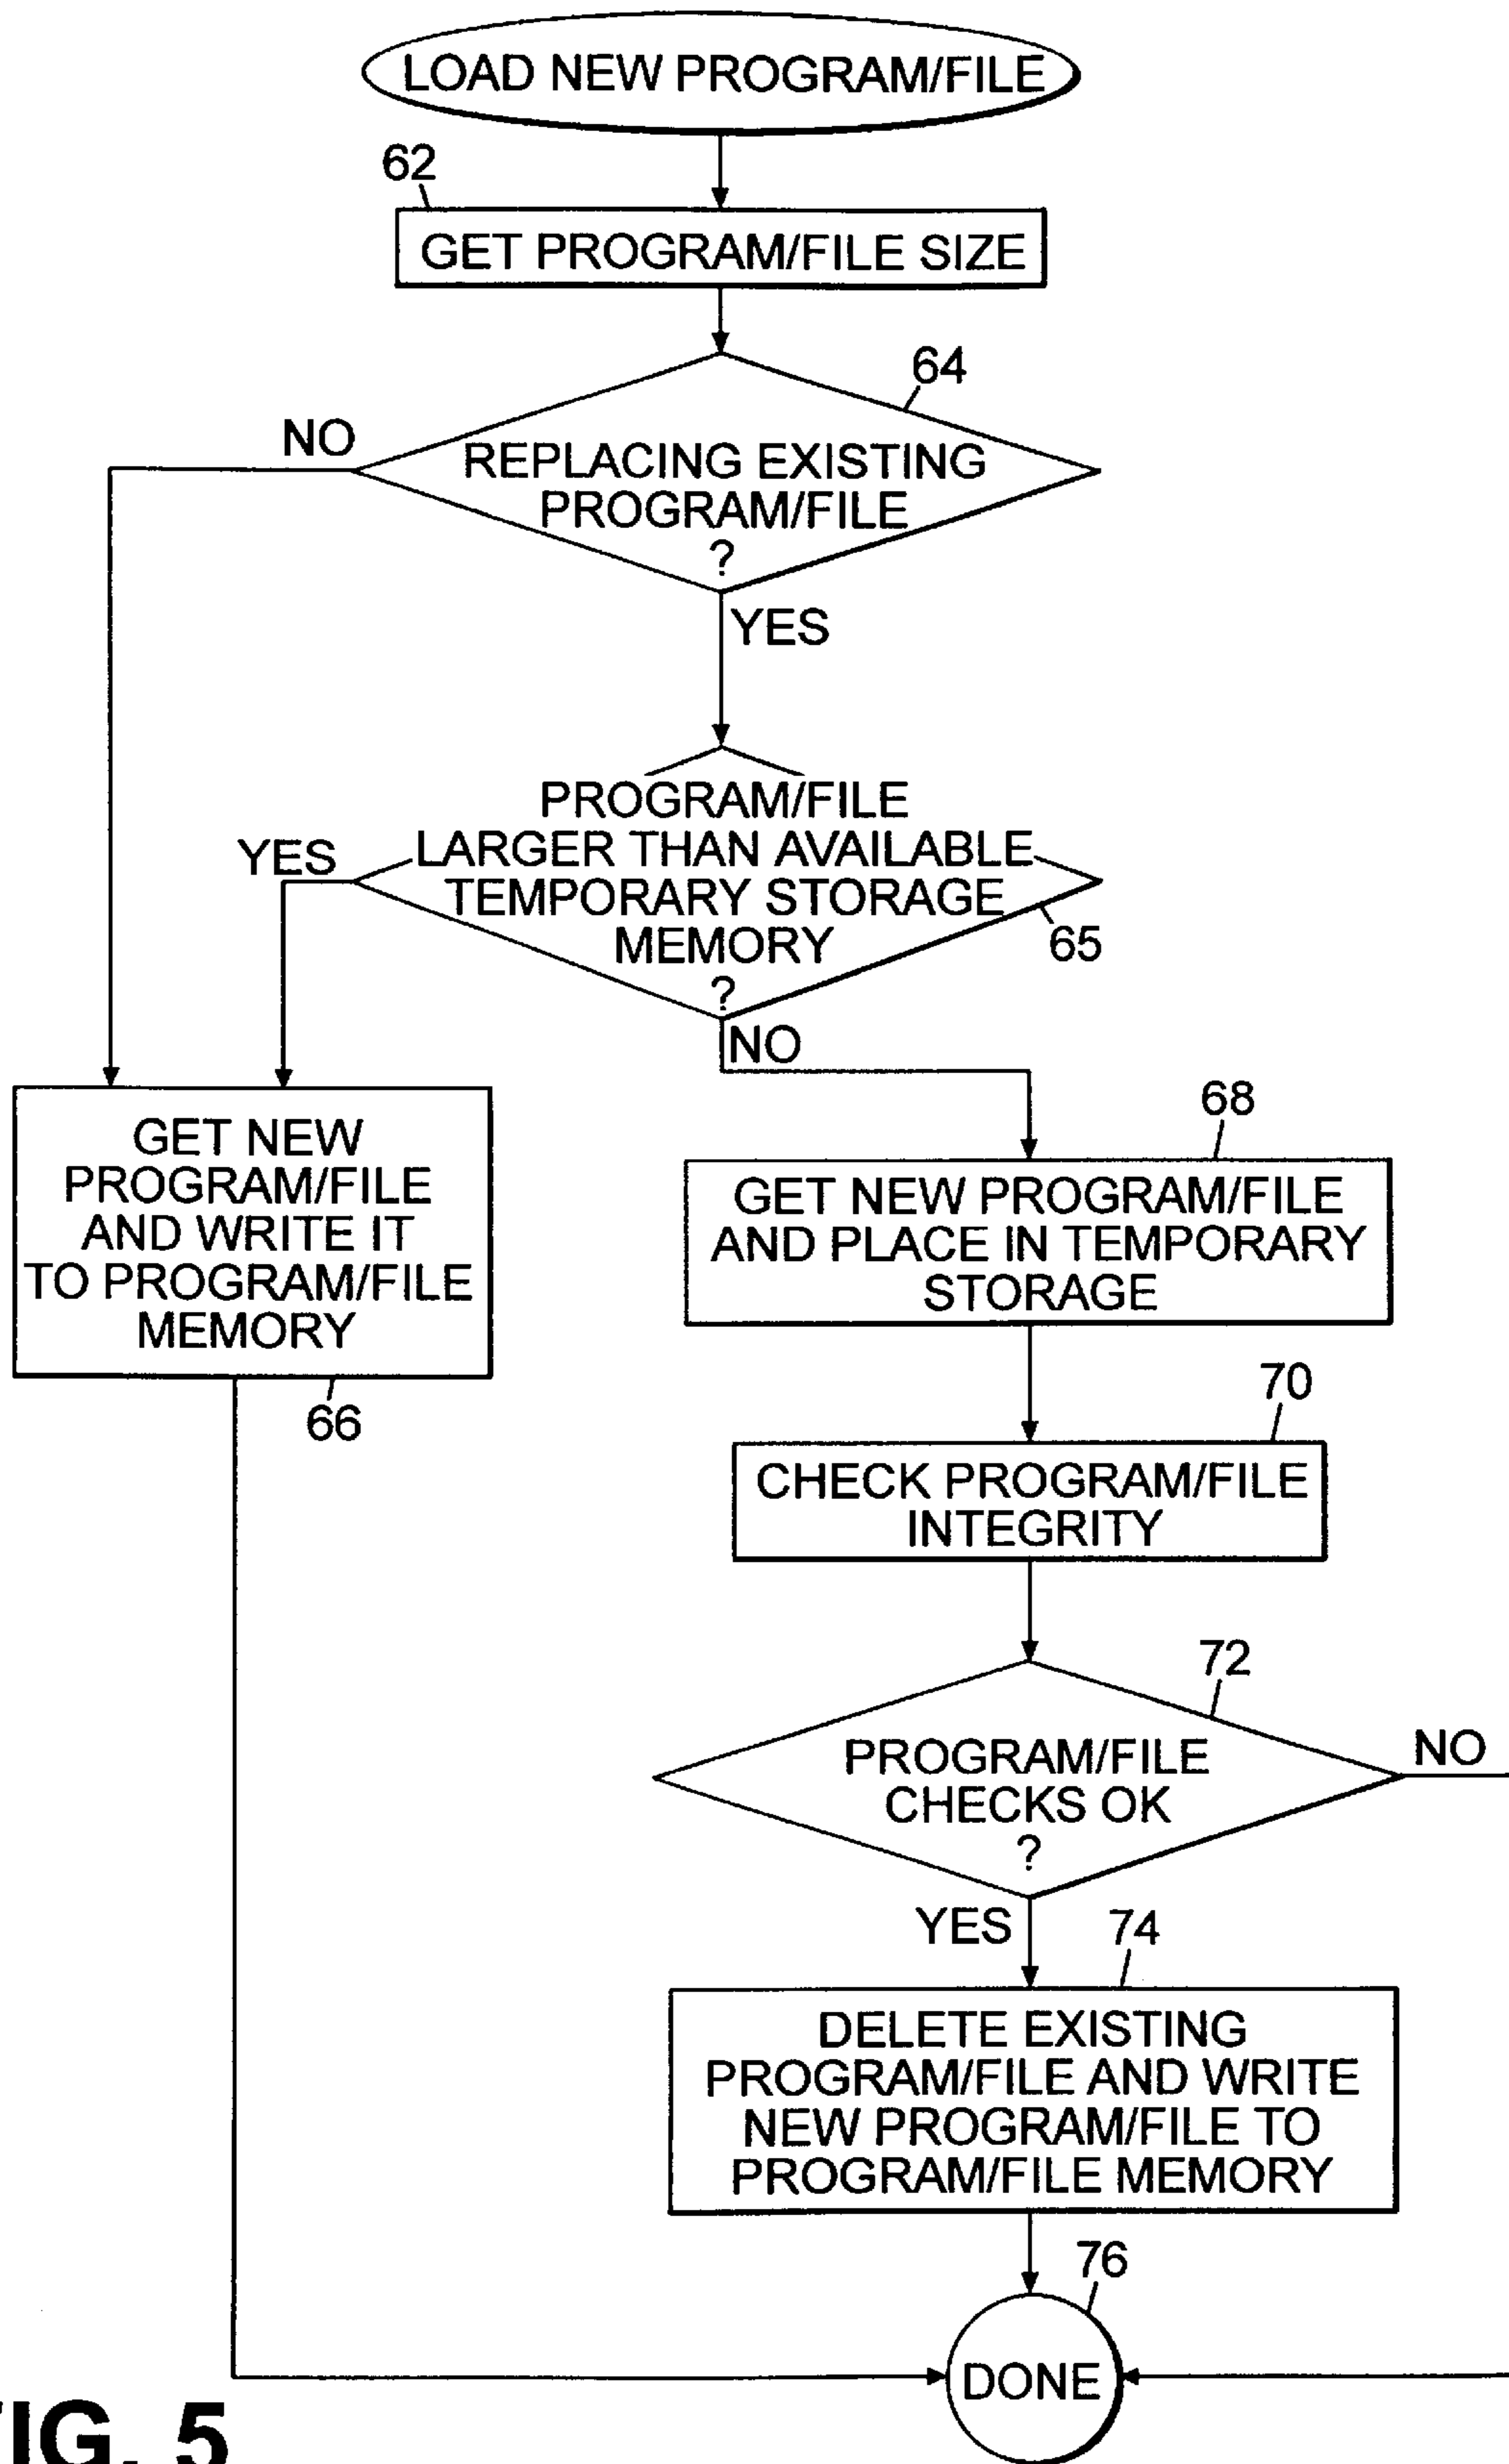 LOAD NEW PROGRAM/FILE
62
GET PROGRAM/FILE SIZE
64
NO
REPLACING EXISTING
PROGRAM/FILE
?
YES
PROGRAM/FILE
LARGER THAN AVAILABLE
TEMPORARY STORAGE
MEMORY
?
YES
65
NO
GET NEW
PROGRAM/FILE
AND WRITE IT
TO PROGRAM/FILE
MEMORY
66
68
GET NEW PROGRAM/FILE
AND PLACE IN TEMPORARY
STORAGE
70
CHECK PROGRAM/FILE
INTEGRITY
72
PROGRAM/FILE
CHECKS OK
?
NO
YES
74
DELETE EXISTING
PROGRAM/FILE AND WRITE
NEW PROGRAM/FILE TO
PROGRAM/FILE MEMORY
76
DONE
FIG. 5